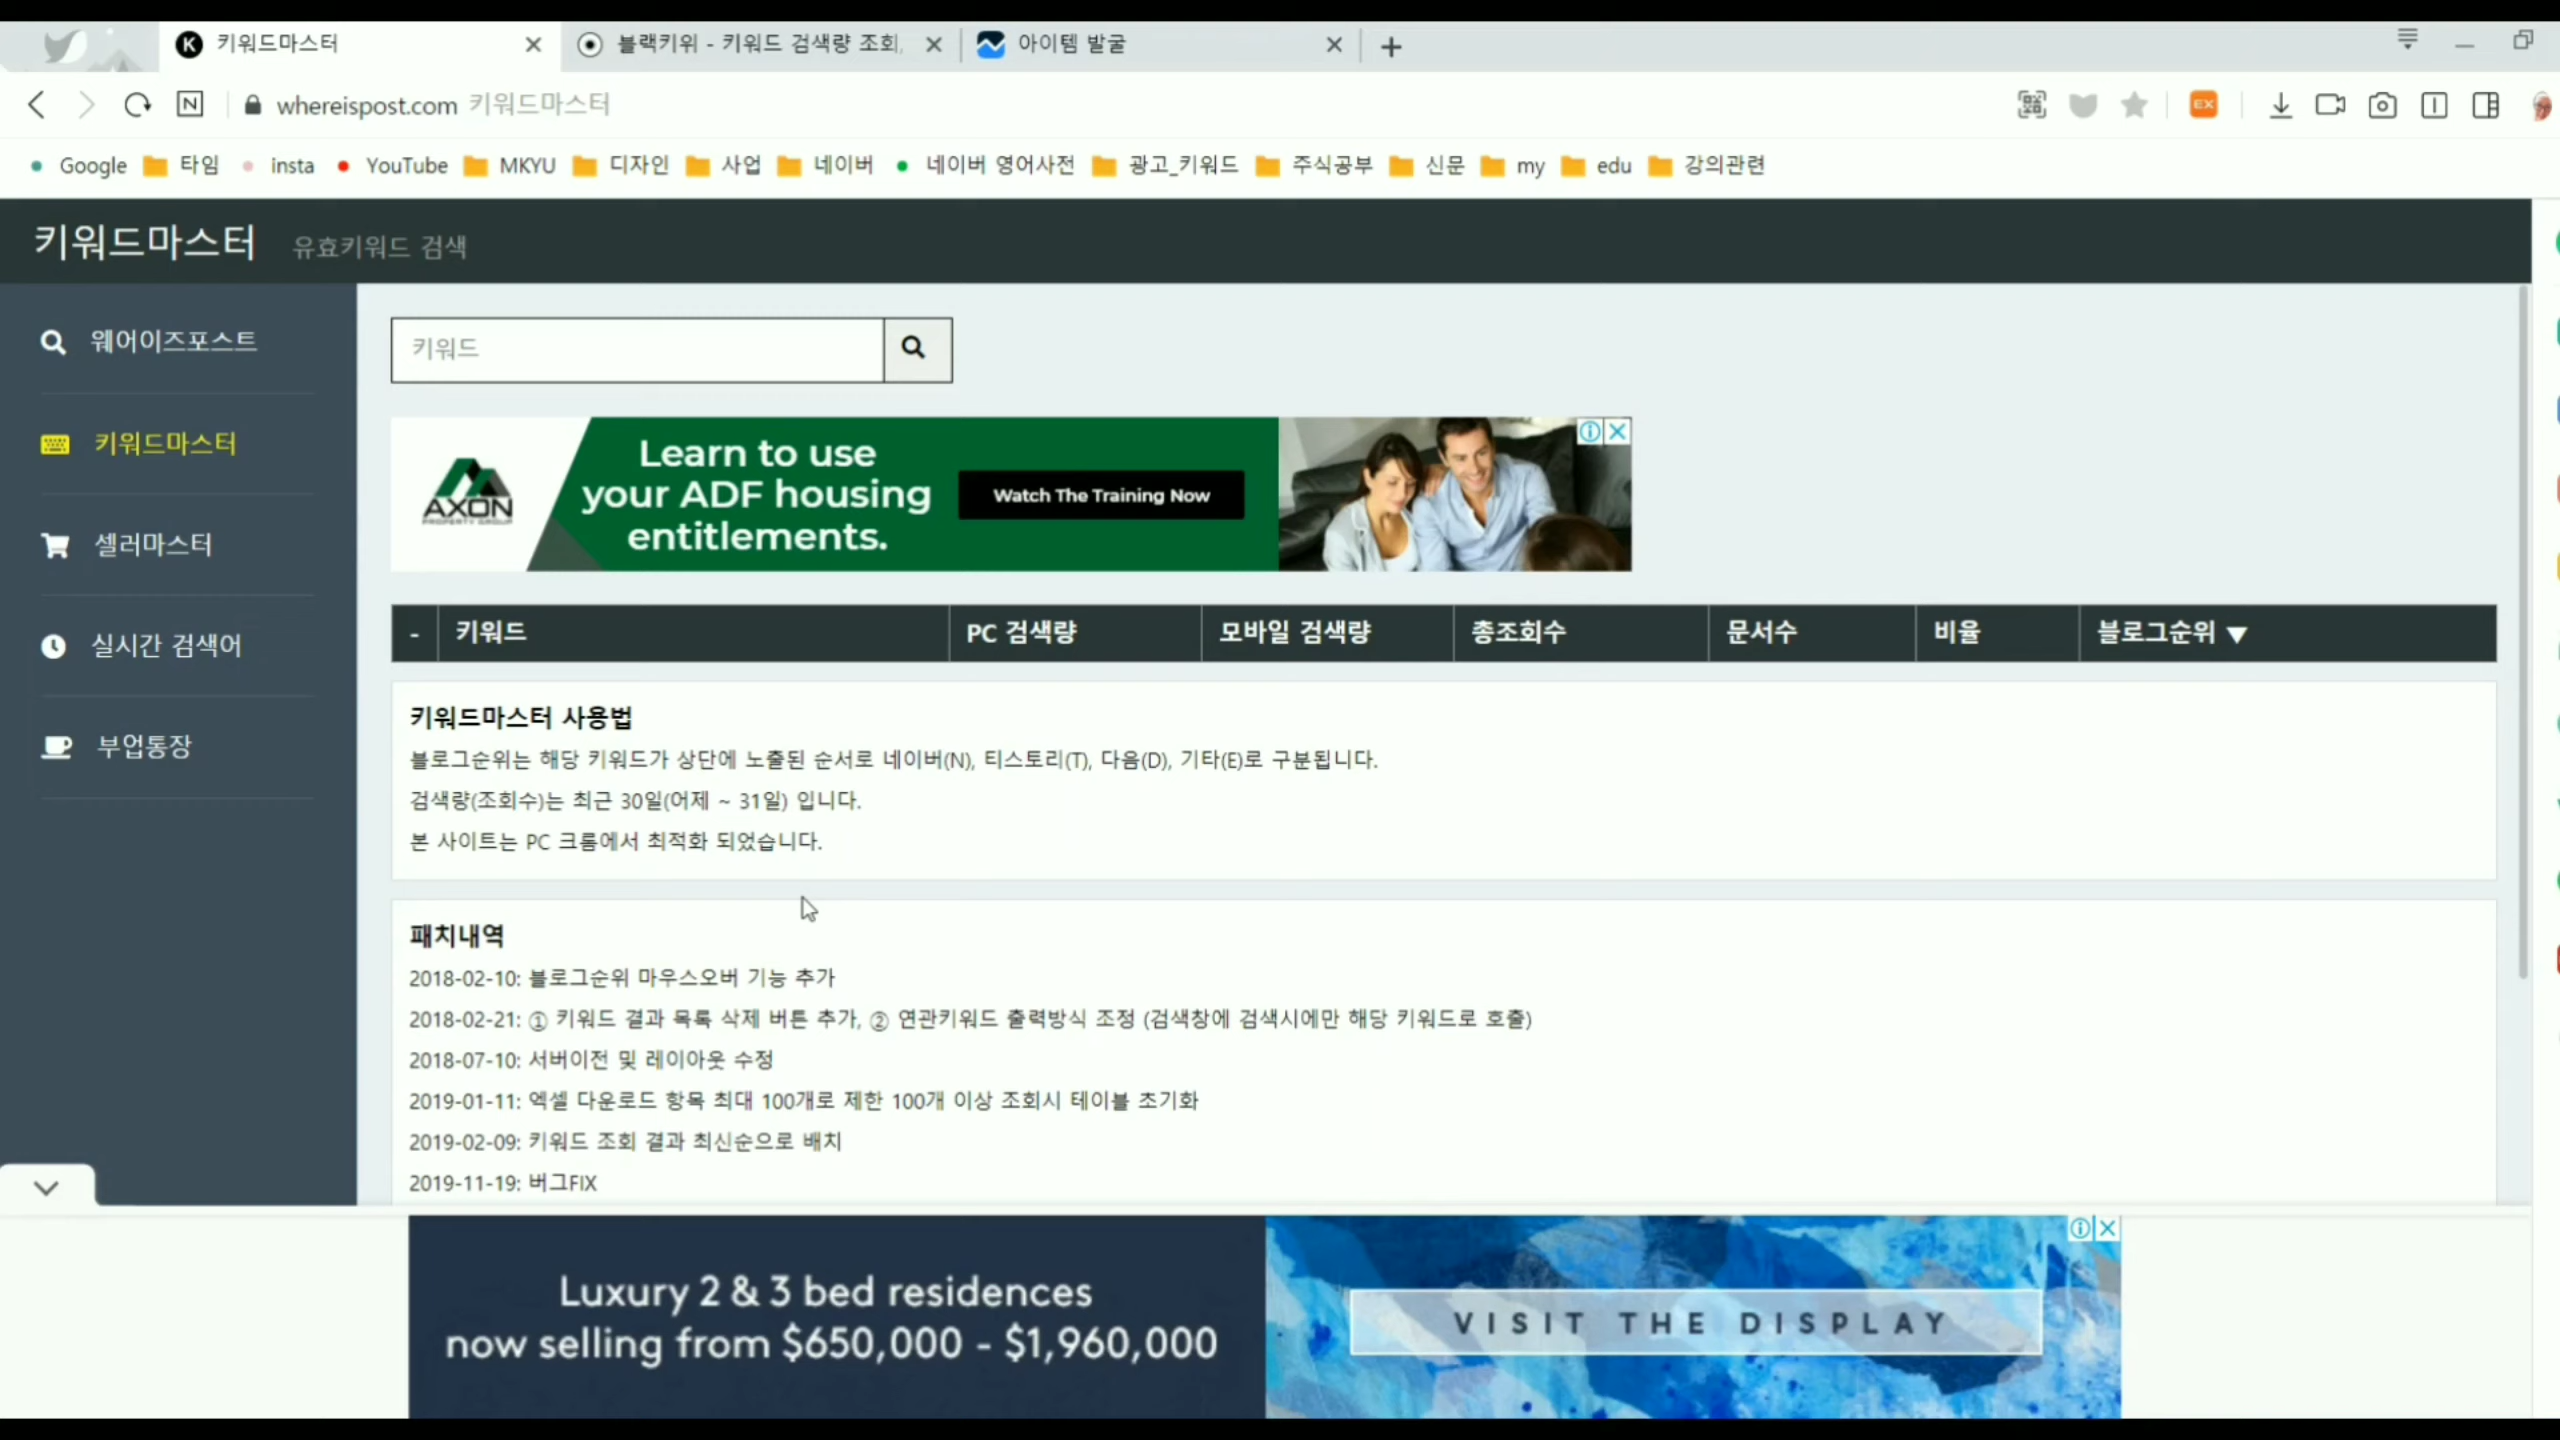 키워드마스터
블랙키위 - 키워드 검색량 조회,
아이템 발굴
whereispost.com 키워드마스터
EX
Google 타임 insta YouTube MKYU 디자인 사업 네이버 네이버 영어사전 광고_키워드 주식공부 신문 my edu 강의관련
키워드마스터 유효키워드 검색
웨어이즈포스트
키워드마스터
셀러마스터
실시간 검색어
부업통장
키워드
AXON
PROPERTY GROUP
Learn to use
your ADF housing
entitlements.
Watch The Training Now
- 키워드 PC 검색량 모바일 검색량 총조회수 문서수 비율 블로그순위 ▼
키워드마스터 사용법
블로그순위는 해당 키워드가 상단에 노출된 순서로 네이버(N), 티스토리(T), 다음(D), 기타(E)로 구분됩니다.
검색량(조회수)는 최근 30일(어제 ~ 31일) 입니다.
본 사이트는 PC 크롬에서 최적화 되었습니다.
패치내역
2018-02-10: 블로그순위 마우스오버 기능 추가
2018-02-21: ① 키워드 결과 목록 삭제 버튼 추가, ② 연관키워드 출력방식 조정 (검색창에 검색시에만 해당 키워드로 호출)
2018-07-10: 서버이전 및 레이아웃 수정
2019-01-11: 엑셀 다운로드 항목 최대 100개로 제한 100개 이상 조회시 테이블 초기화
2019-02-09: 키워드 조회 결과 최신순으로 배치
2019-11-19: 버그FIX
Luxury 2 & 3 bed residences
now selling from $650,000 - $1,960,000
VISIT THE DISPLAY